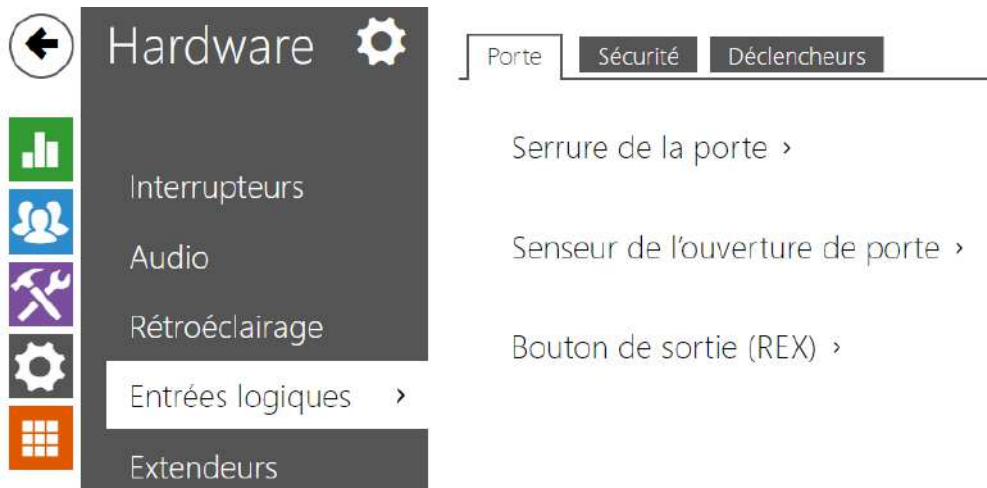 Hardware
Interrupteurs
Audio
Rétroéclairage
Entrées logiques >
Extendeurs
Porte Sécurité Déclencheurs
Serrure de la porte >
Senseur de l'ouverture de porte >
Bouton de sortie (REX) >